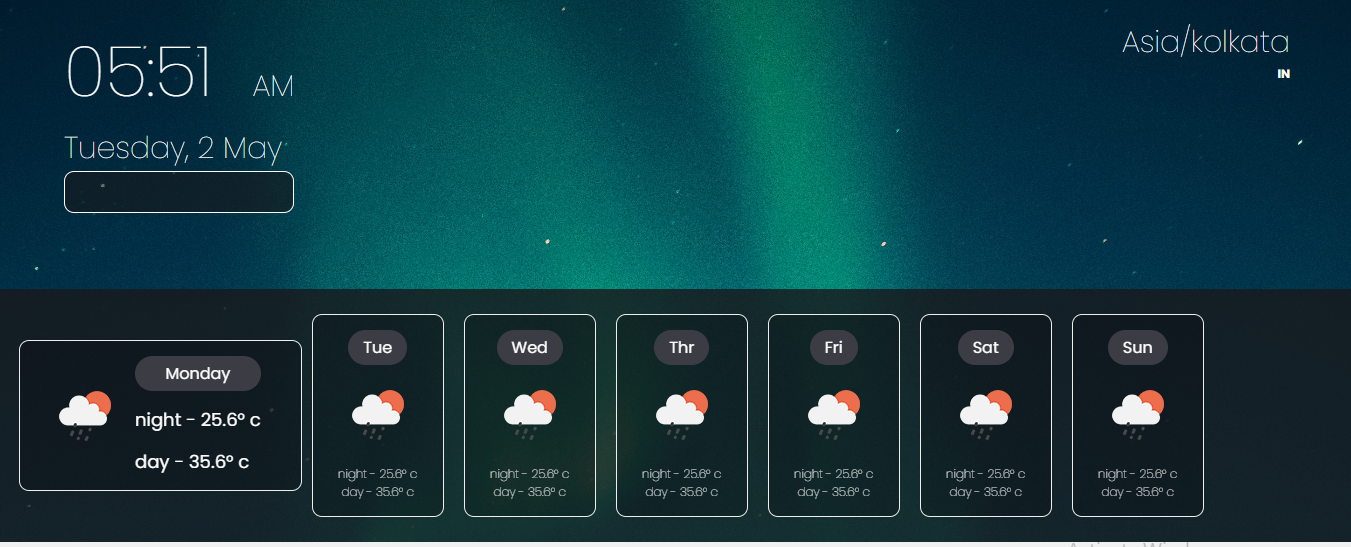 05:51 AM
Asia/kolkata
IN
Tuesday, 2 May
Monday
night - 25.6° c
day - 35.6° c
Tue
night - 25.6° c
day - 35.6° c
Wed
night - 25.6° c
day - 35.6° c
Thr
night - 25.6° c
day - 35.6° c
Fri
night - 25.6° c
day - 35.6° c
Sat
night - 25.6° c
day - 35.6° c
Sun
night - 25.6° c
day - 35.6° c